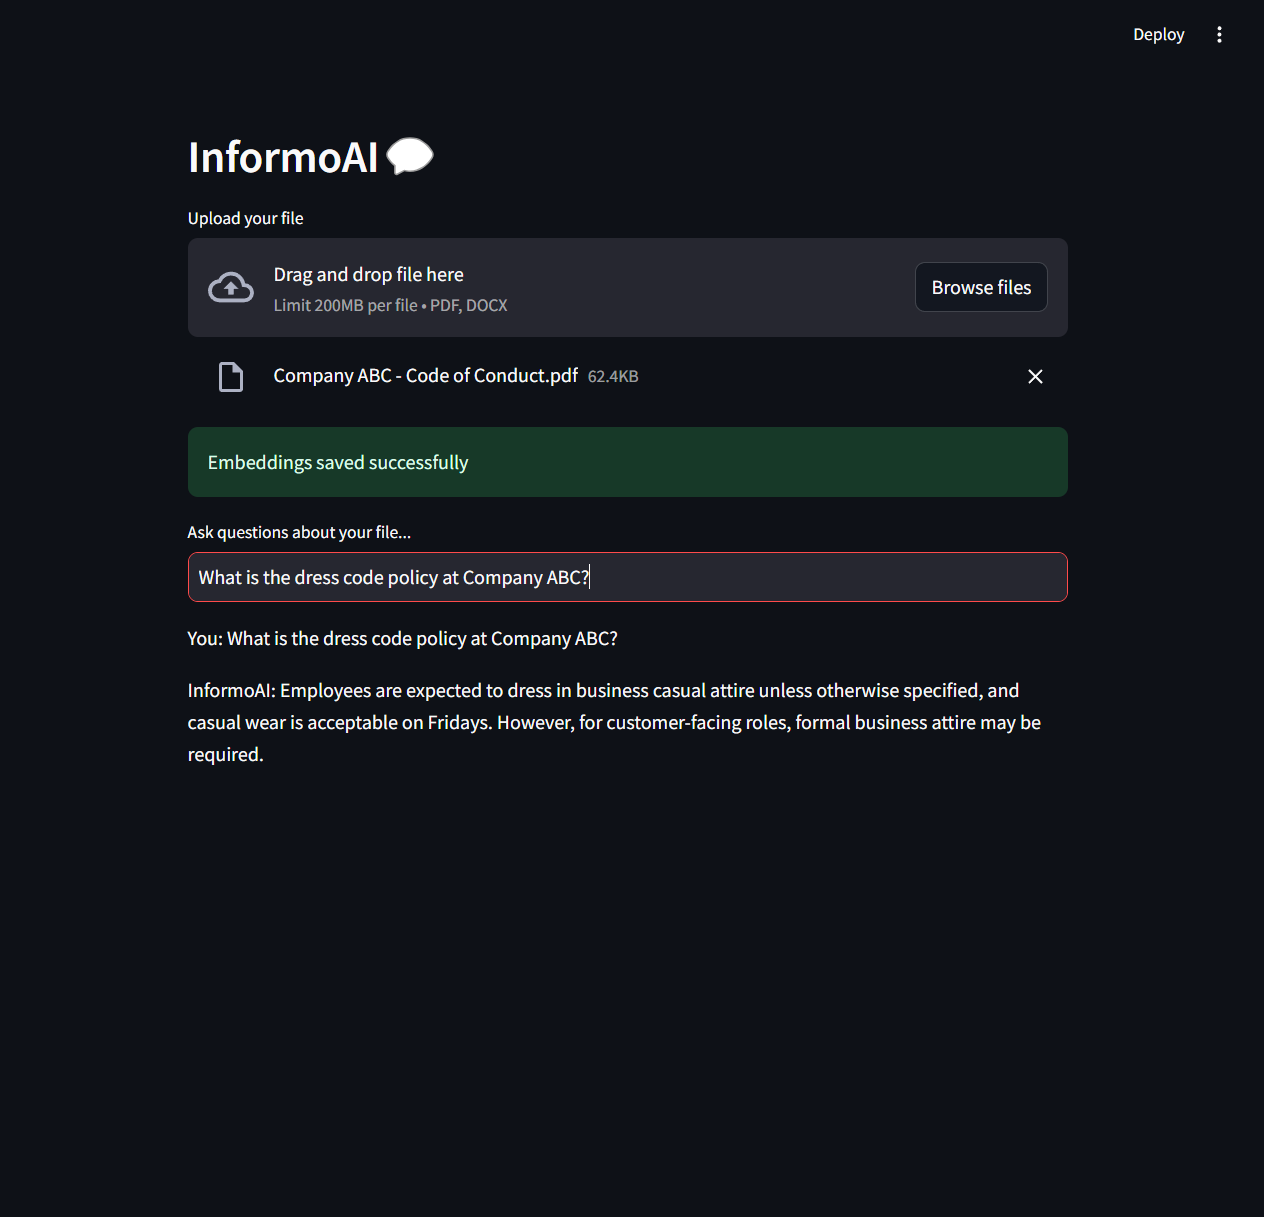 Deploy
InformoAI
Upload your file
Drag and drop file here
Browse files
Limit 200MB per file • PDF, DOCX
Company ABC - Code of Conduct.pdf 62.4KB
Embeddings saved successfully
Ask questions about your file...
What is the dress code policy at Company ABC?
You: What is the dress code policy at Company ABC?
InformoAI: Employees are expected to dress in business casual attire unless otherwise specified, and
casual wear is acceptable on Fridays. However, for customer-facing roles, formal business attire may be
required.